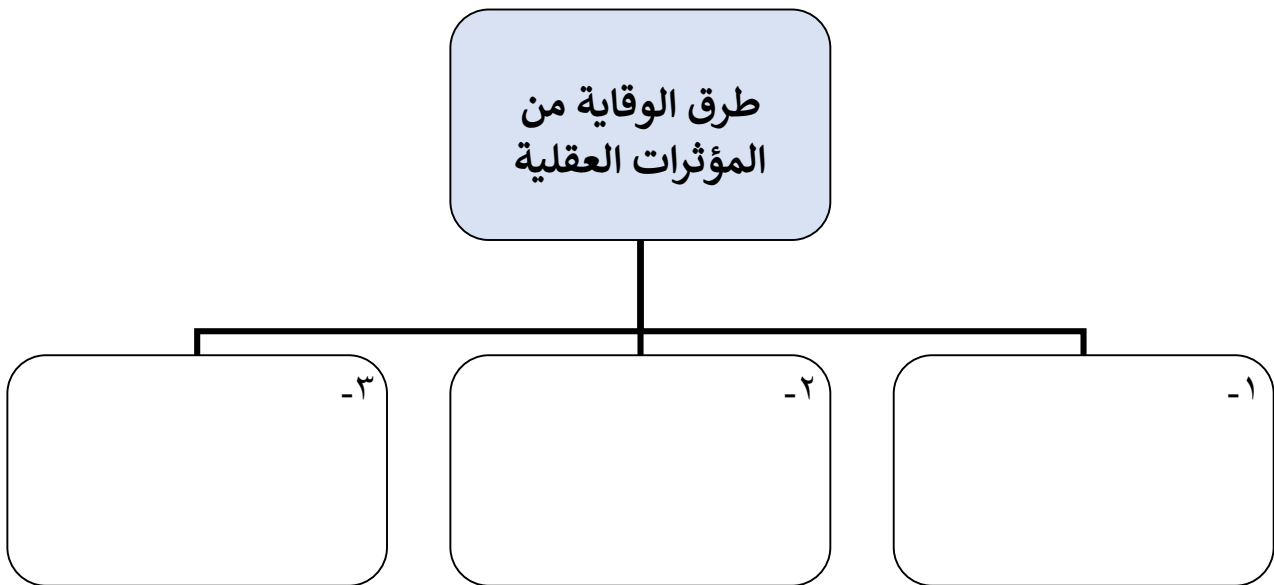 طرق الوقاية من
المؤثرات العقلية
١-
٢-
٣-